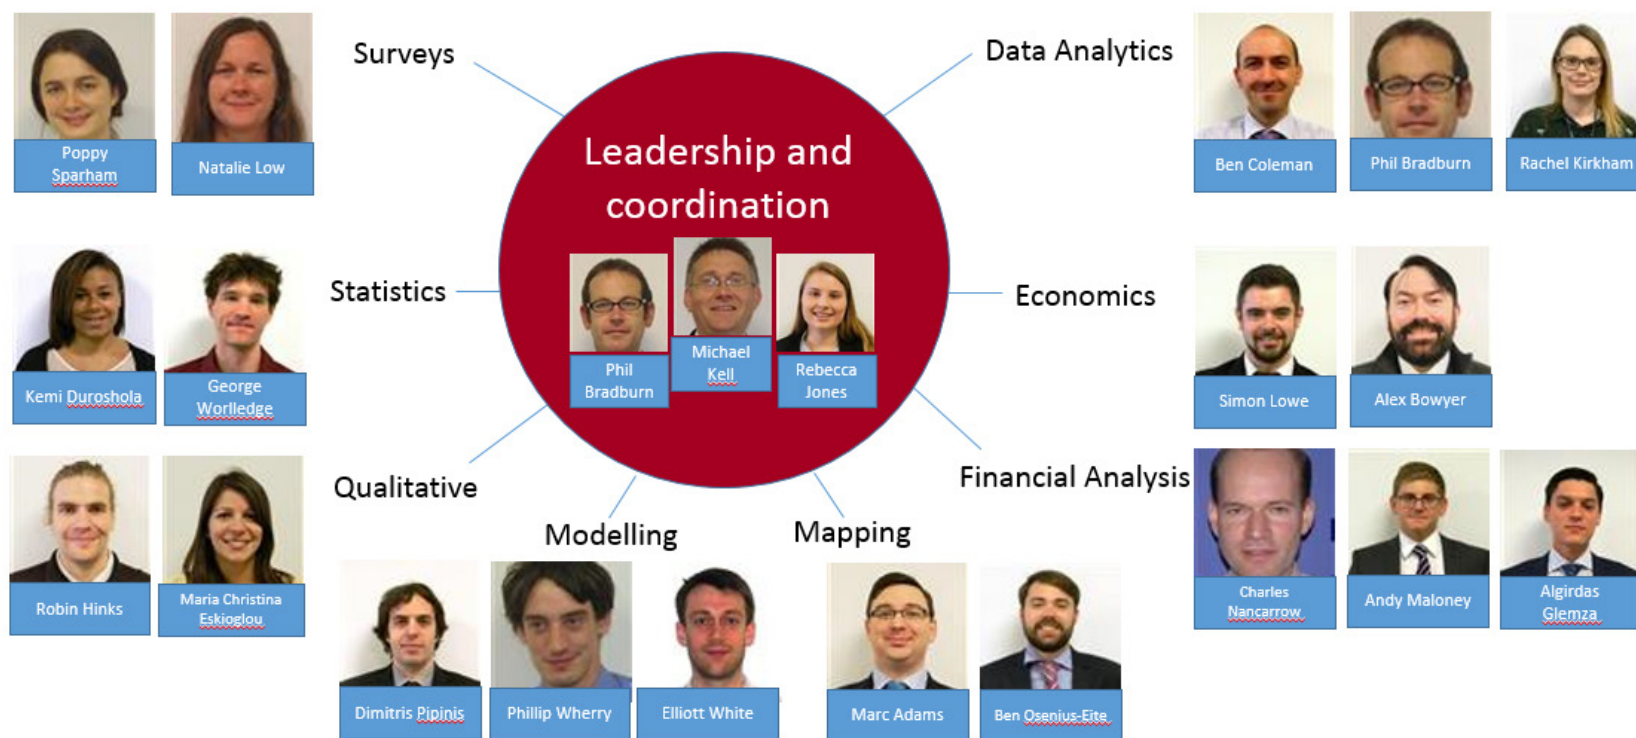 Surveys
Data Analytics
Poppy
Sparham
Natalie Low
Leadership and
coordination
Ben Coleman
Phil Bradburn
Rachel Kirkham
Statistics
Economics
Kemi Duroshola
George
Worlledge
Phil
Bradburn
Michael
Kell
Rebecca
Jones
Simon Lowe
Alex Bowyer
Qualitative
Financial Analysis
Robin Hinks
Maria Christina
Eskioglou
Modelling
Mapping
Charles
Nancarrow
Andy Maloney
Algirdas
Glemza
Dimitris Pipinis
Phillip Wherry
Elliott White
Marc Adams
Ben Osenius-Eite